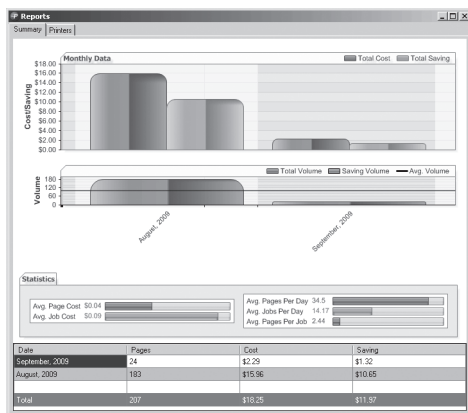 Reports
Summary Printers
Monthly Data Total Cost Total Saving
Cost/Saving
$18.00
$16.00
$14.00
$12.00
$10.00
$8.00
$6.00
$4.00
$2.00
$0.00
Total Volume Saving Volume Avg. Volume
Volume
180
120
60
0
August, 2009 September, 2009
Statistics
Avg. Page Cost $0.04
Avg. Job Cost $0.09
Avg. Pages Per Day 34.5
Avg. Jobs Per Day 14.17
Avg. Pages Per Job 2.44
Date Pages Cost Saving
September, 2009 24 $2.29 $1.32
August, 2009 183 $15.96 $10.65
Total 207 $18.25 $11.97